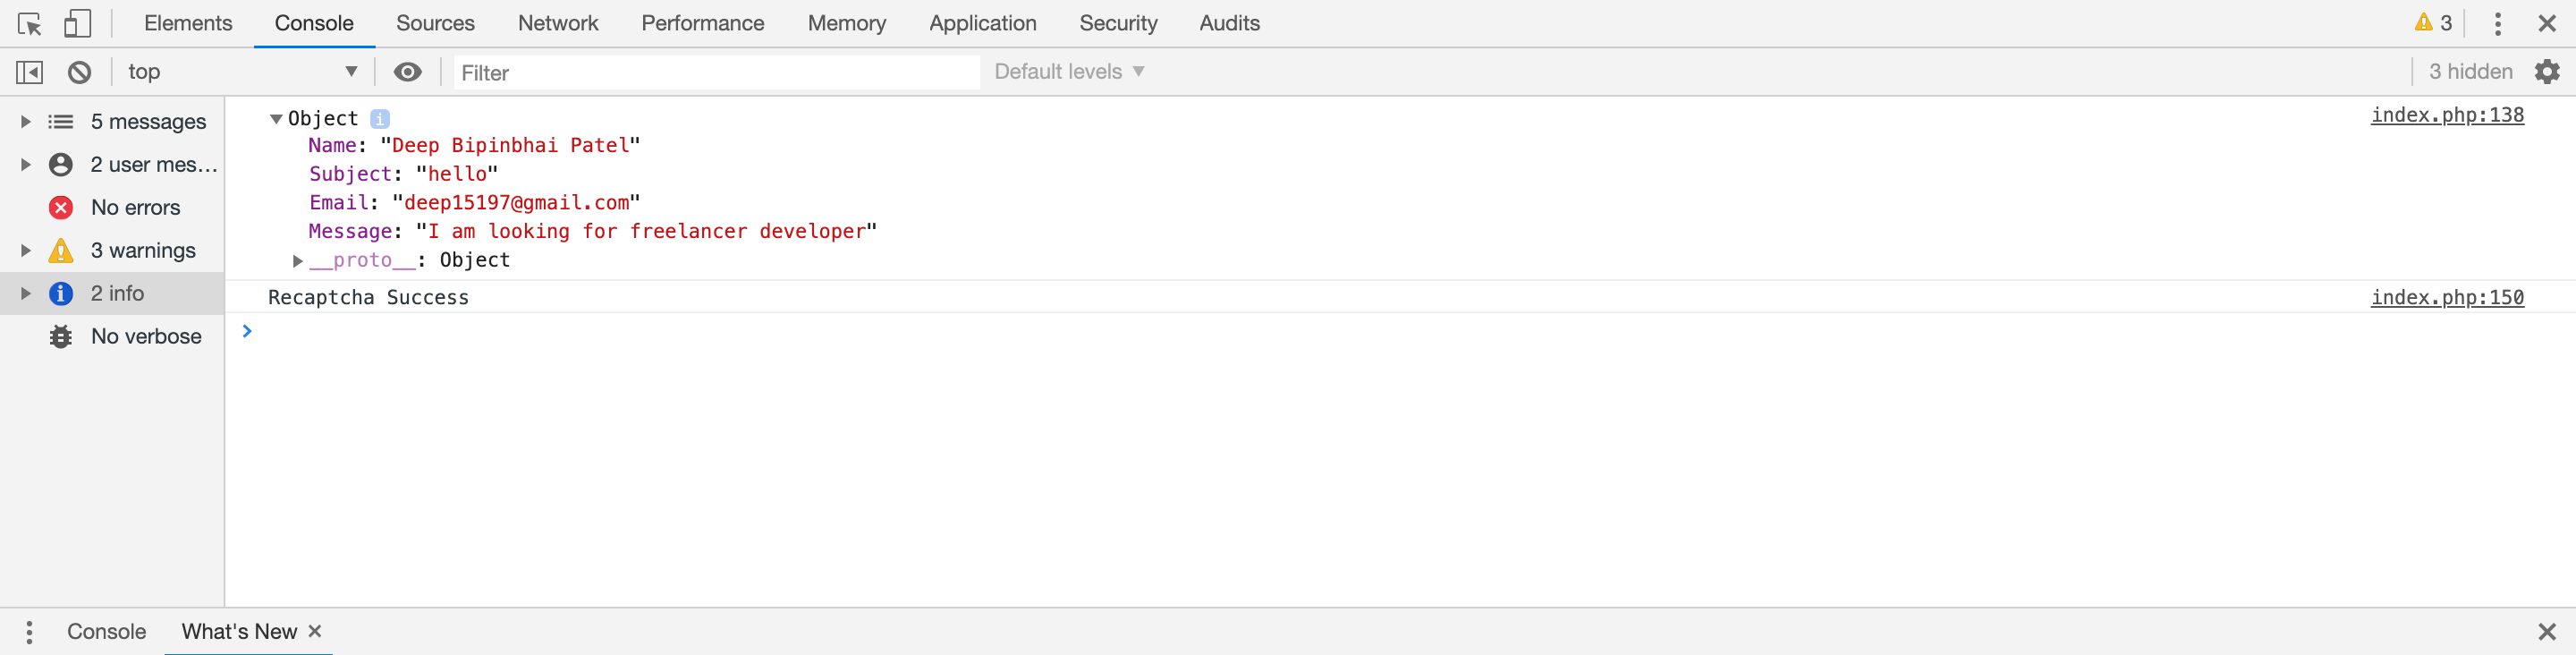 Elements Console Sources Network Performance Memory Application Security Audits 3
top Filter Default levels 3 hidden
5 messages
2 user mes...
No errors
3 warnings
2 info
No verbose
Object i index.php:138
Name: "Deep Bipinbhai Patel"
Subject: "hello"
Email: "deep15197@gmail.com"
Message: "I am looking for freelancer developer"
__proto__: Object
Recaptcha Success index.php:150
Console What's New